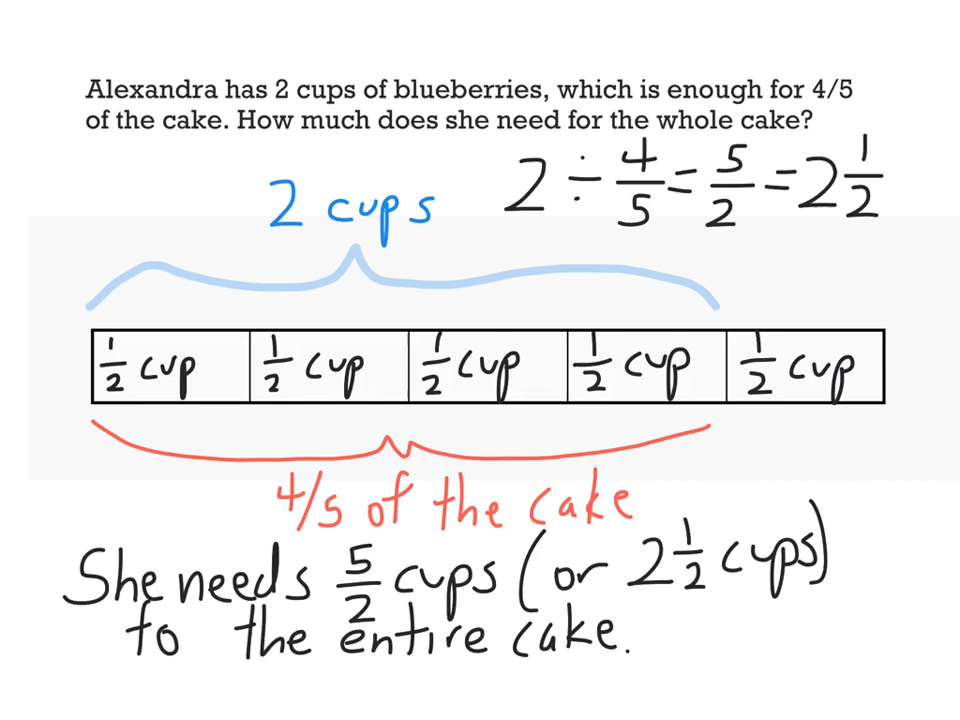 Alexandra has 2 cups of blueberries, which is enough for 4/5
of the cake. How much does she need for the whole cake?
2 ÷ 4/5 = 5/2 = 2 1/2
2 cups
1/2 cup 1/2 cup 1/2 cup 1/2 cup 1/2 cup
4/5 of the cake
She needs 5/2 cups (or 2 1/2 cups)
to the entire cake.